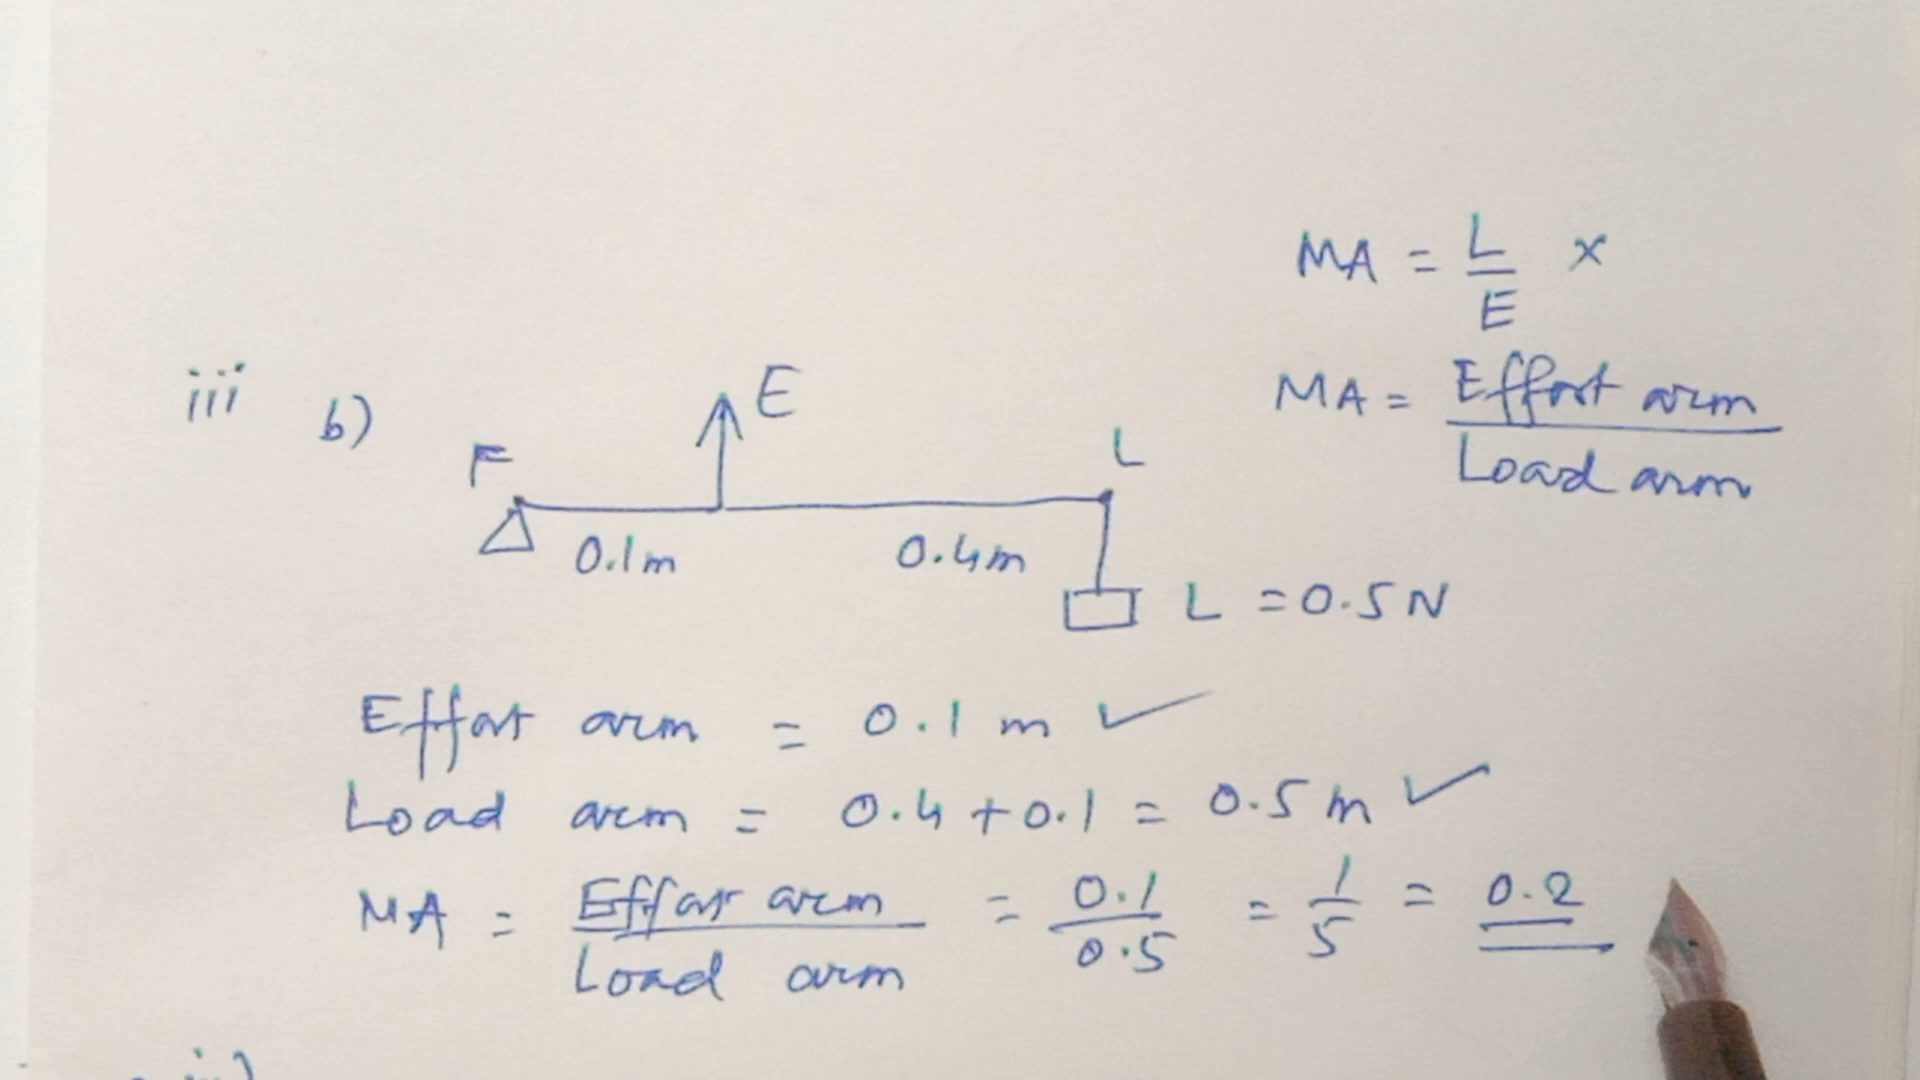 MA = L/E ×
MA = Effort arm / Load arm
iii b)
E
F
L
0.1m
0.4m
L = 0.5 N
Effort arm = 0.1 m ✓
Load arm = 0.4 + 0.1 = 0.5 m ✓
MA = Effort arm / Load arm = 0.1/0.5 = 1/5 = 0.2